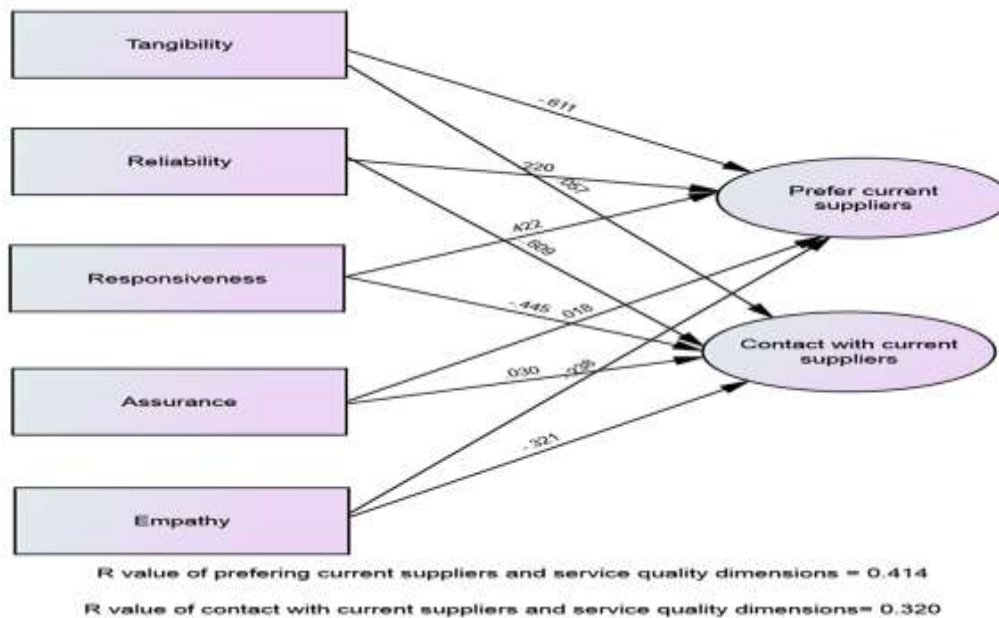 Tangibility
-.611
Reliability
.220
.057
Prefer current
suppliers
.422
-.609
Responsiveness
-.445
.018
Contact with current
suppliers
.030
-.238
Assurance
-.321
Empathy
R value of prefering current suppliers and service quality dimensions = 0.414
R value of contact with current suppliers and service quality dimensions= 0.320